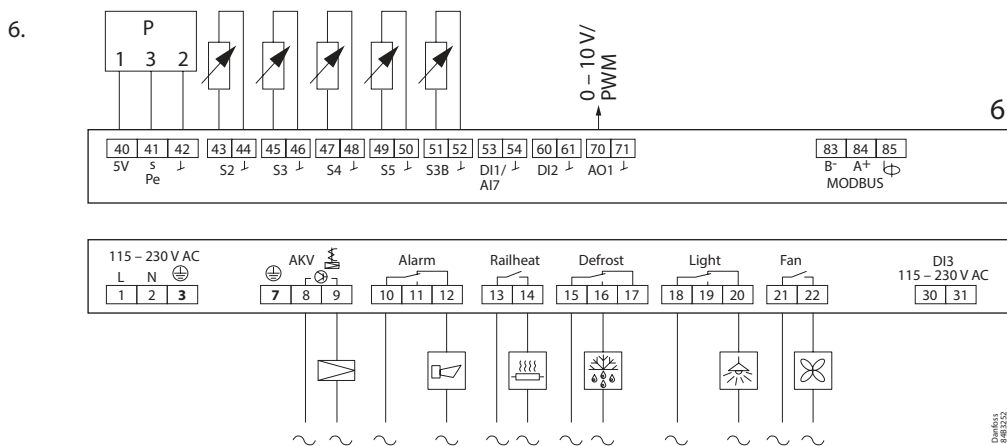 6.
P
1 3 2
0 – 10 V/
PWM
6
40 41 42 43 44 45 46 47 48 49 50 51 52 53 54 60 61 70 71 83 84 85
5V s S2 S3 S4 S5 S3B DI1/ DI2 AO1 B- A+
Pe AI7 MODBUS
115 – 230 V AC AKV Alarm Railheat Defrost Light Fan DI3
L N 115 – 230 V AC
1 2 3 7 8 9 10 11 12 13 14 15 16 17 18 19 20 21 22 30 31
Danfoss
84B3252